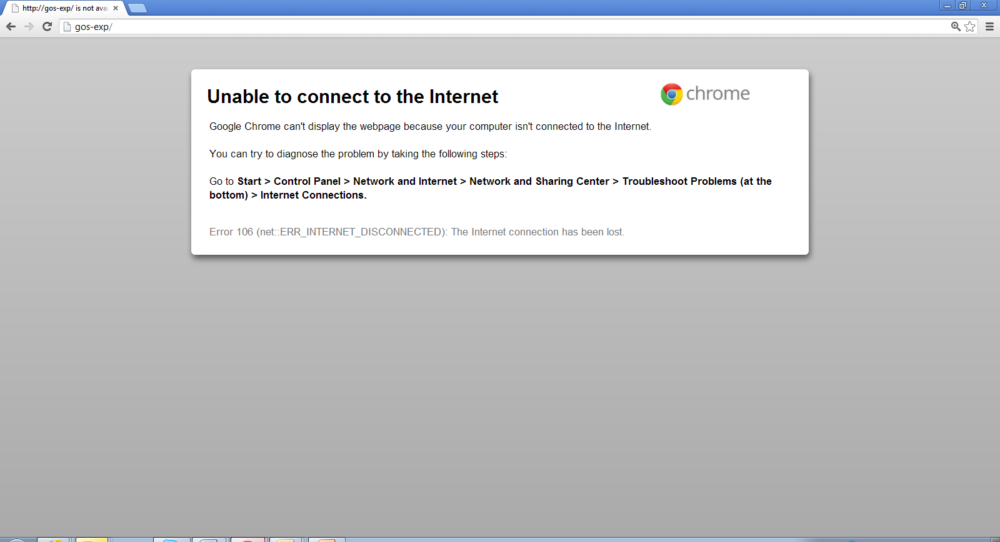 http://gos-exp/ is not avai
gos-exp/
Unable to connect to the Internet
chrome
Google Chrome can't display the webpage because your computer isn't connected to the Internet.
You can try to diagnose the problem by taking the following steps:
Go to Start > Control Panel > Network and Internet > Network and Sharing Center > Troubleshoot Problems (at the
bottom) > Internet Connections.
Error 106 (net::ERR_INTERNET_DISCONNECTED): The Internet connection has been lost.